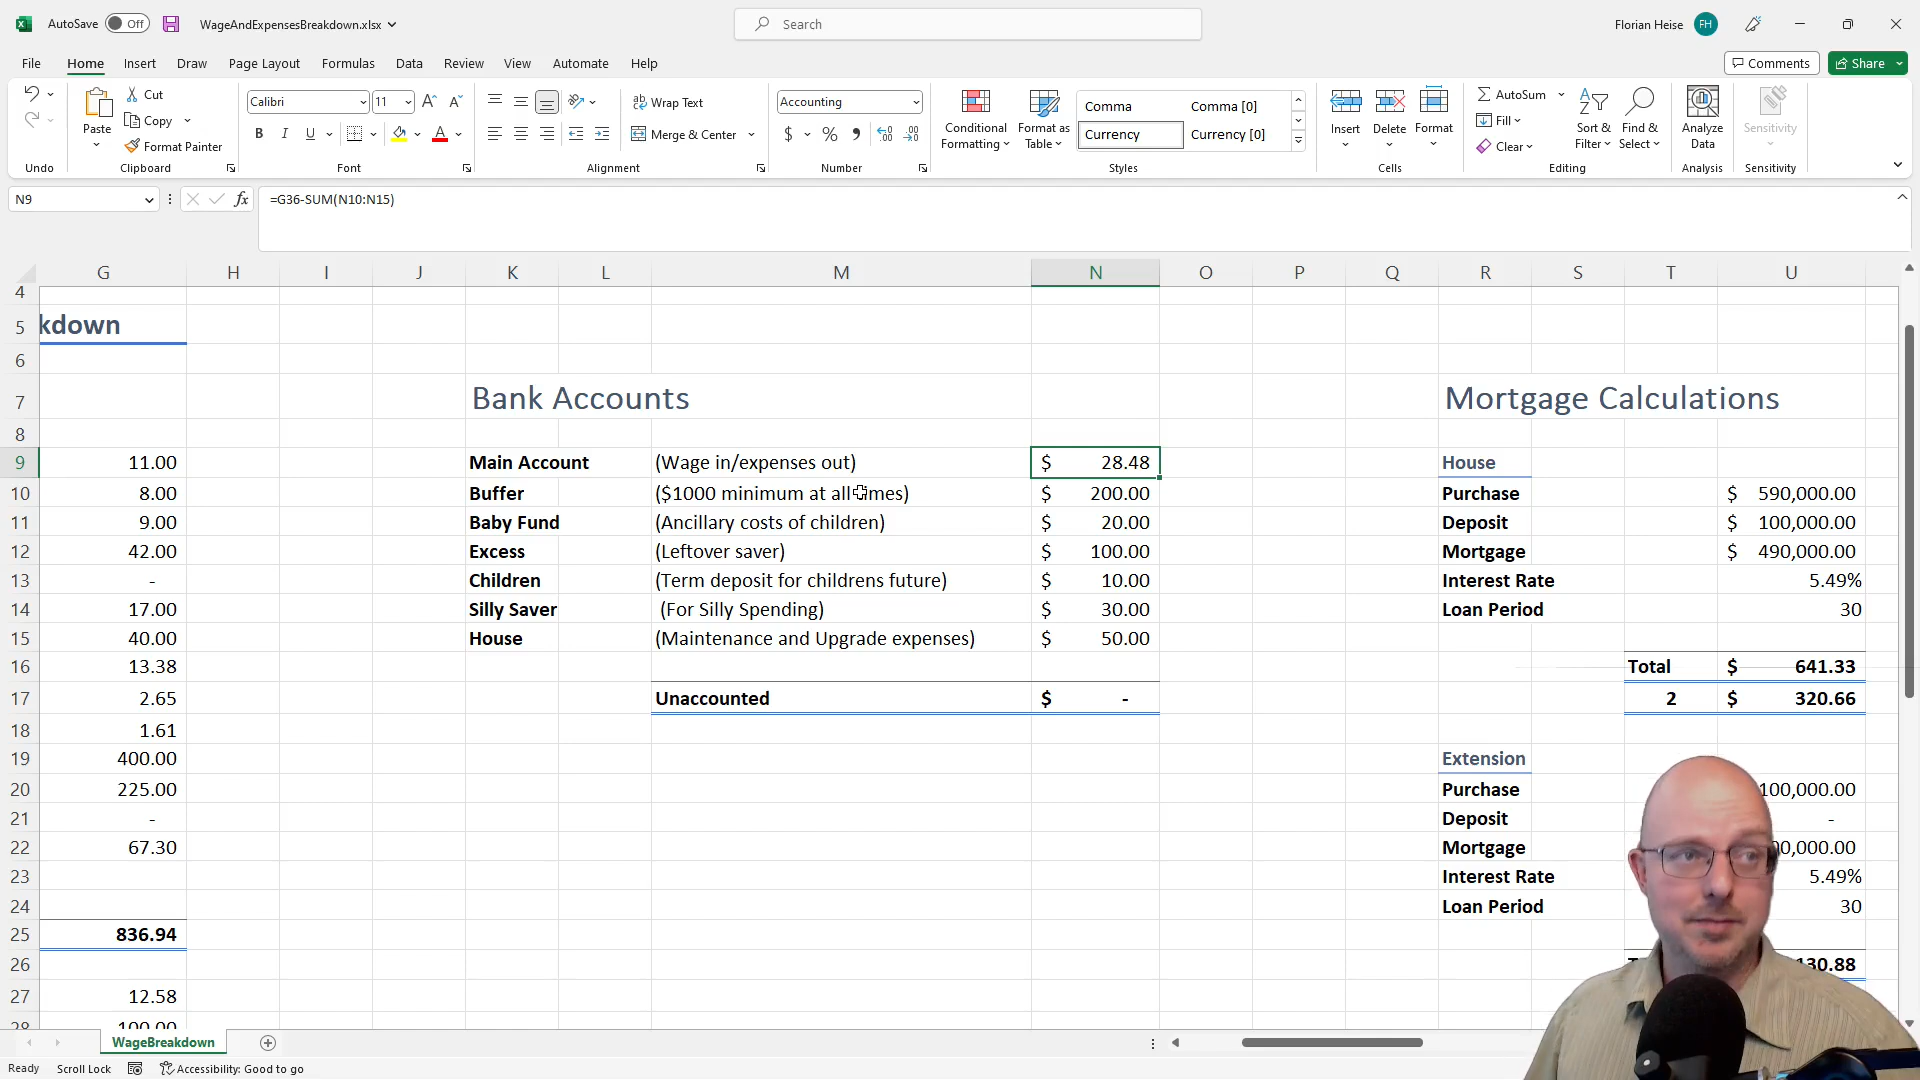 AutoSave Off WageAndExpensesBreakdown.xlsx Search Florian Heise FH
File Home Insert Draw Page Layout Formulas Data Review View Automate Help Comments Share
Paste Cut Copy Format Painter
Calibri 11
B I U A
Wrap Text
Merge & Center
Accounting
$ %
Conditional Formatting
Format as Table
Comma Comma [0]
Currency Currency [0]
Insert Delete Format
AutoSum
Fill
Clear
Sort & Filter
Find & Select
Analyze Data
Sensitivity
Undo Clipboard Font Alignment Number Styles Cells Editing Analysis Sensitivity
N9 fx =G36-SUM(N10:N15)
G H I J K L M N O P Q R S T U
4
5 kdown
6
7 Bank Accounts Mortgage Calculations
8
9 11.00 Main Account (Wage in/expenses out) $ 28.48 House
10 8.00 Buffer ($1000 minimum at all times) $ 200.00 Purchase $ 590,000.00
11 9.00 Baby Fund (Ancillary costs of children) $ 20.00 Deposit $ 100,000.00
12 42.00 Excess (Leftover saver) $ 100.00 Mortgage $ 490,000.00
13 - Children (Term deposit for childrens future) $ 10.00 Interest Rate 5.49%
14 17.00 Silly Saver (For Silly Spending) $ 30.00 Loan Period 30
15 40.00 House (Maintenance and Upgrade expenses) $ 50.00
16 13.38 Total $ 641.33
17 2.65 Unaccounted $ - 2 $ 320.66
18 1.61
19 400.00 Extension
20 225.00 Purchase 100,000.00
21 - Deposit -
22 67.30 Mortgage 00,000.00
23 Interest Rate 5.49%
24 Loan Period 30
25 836.94
26 130.88
27 12.58
28 100.00
WageBreakdown
Ready Scroll Lock Accessibility: Good to go